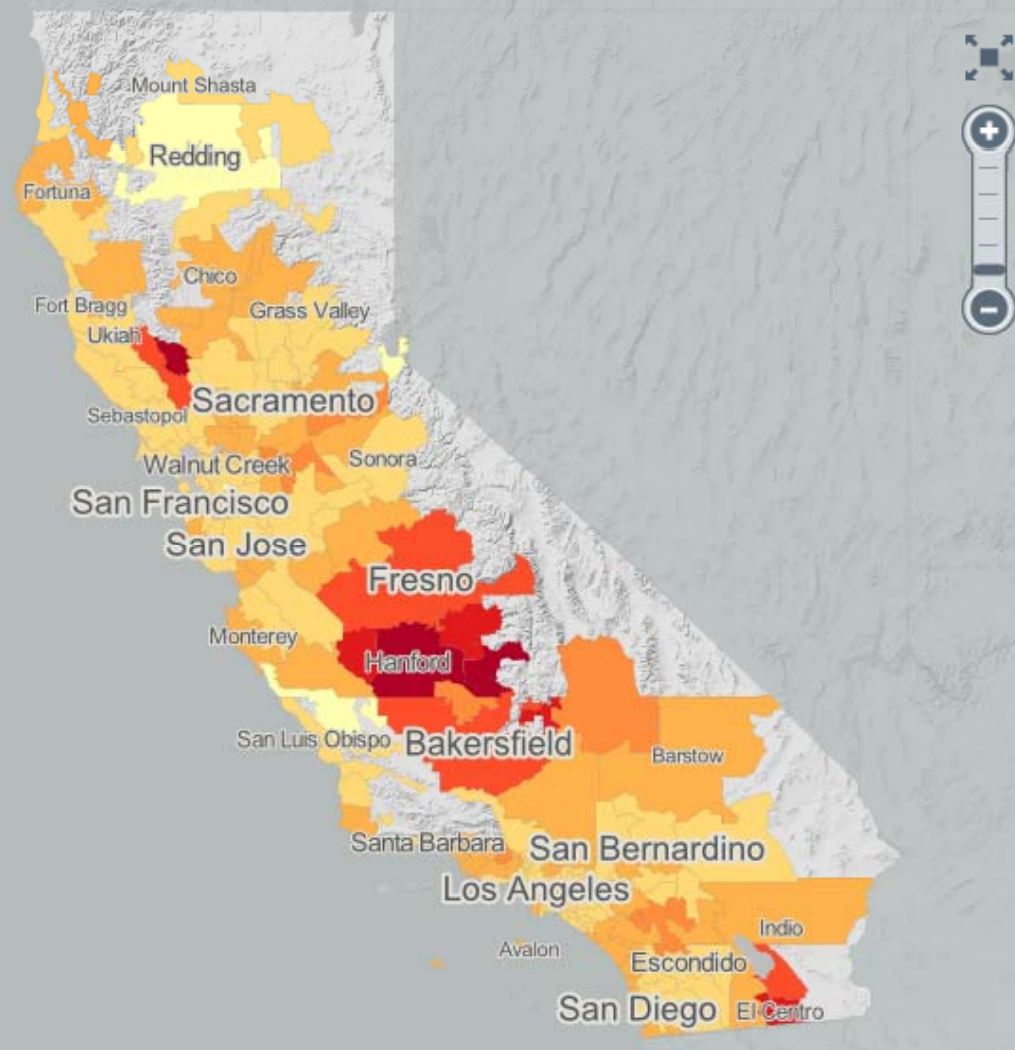 Mount Shasta
Redding
Fortuna
Chico
Fort Bragg
Grass Valley
Ukiah
Sacramento
Sebastopol
Walnut Creek
Sonora
San Francisco
San Jose
Fresno
Monterey
Hanford
San Luis Obispo
Bakersfield
Barstow
Santa Barbara
San Bernardino
Los Angeles
Indio
Avalon
Escondido
San Diego
El Centro